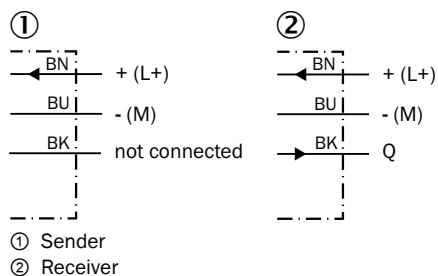 ① ②
BN + (L+) BN + (L+)
BU - (M) BU - (M)
BK not connected BK Q
① Sender
② Receiver